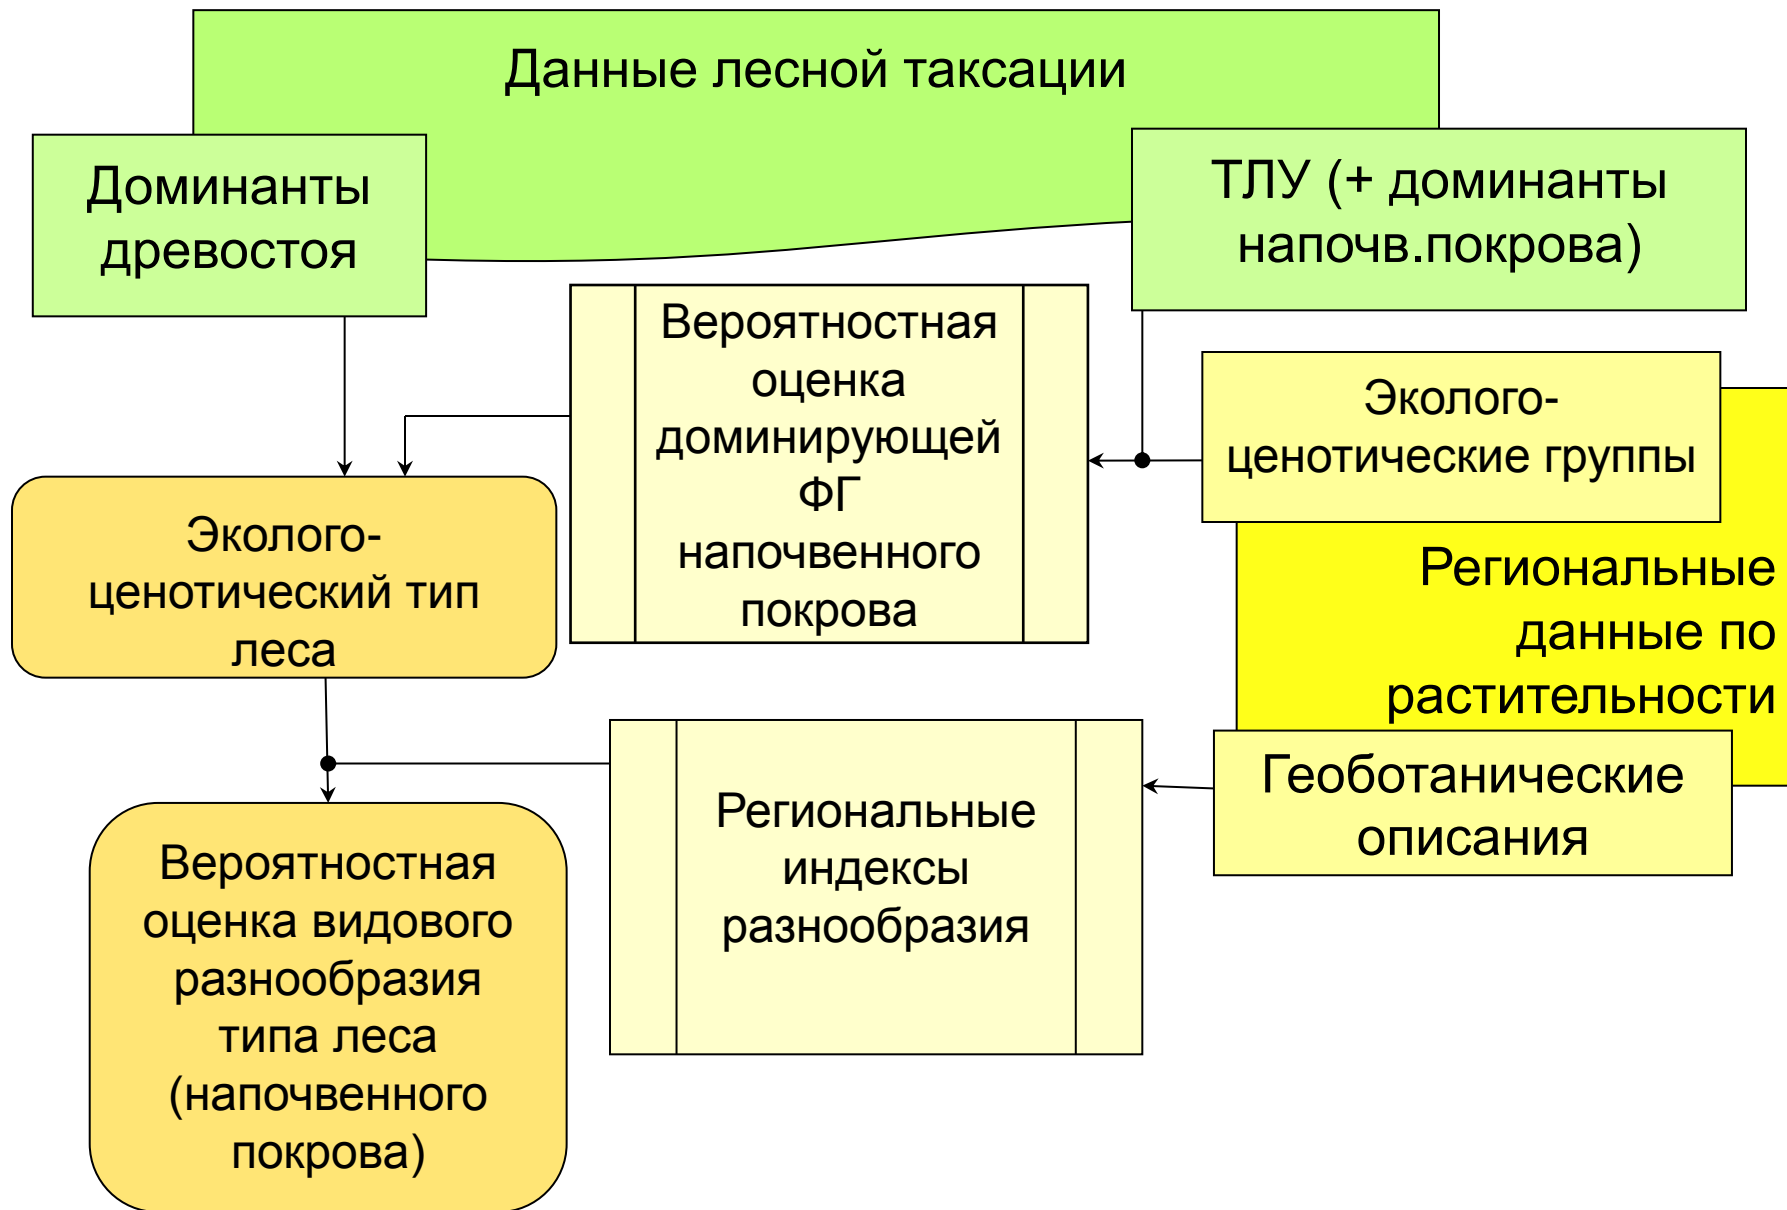 Данные лесной таксации
Доминанты
древостоя
ТЛУ (+ доминанты
напочв.покрова)
Вероятностная
оценка
доминирующей
ФГ
напочвенного
покрова
Эколого-
ценотические группы
Региональные
данные по
растительности
Эколого-
ценотический тип
леса
Геоботанические
описания
Региональные
индексы
разнообразия
Вероятностная
оценка видового
разнообразия
типа леса
(напочвенного
покрова)